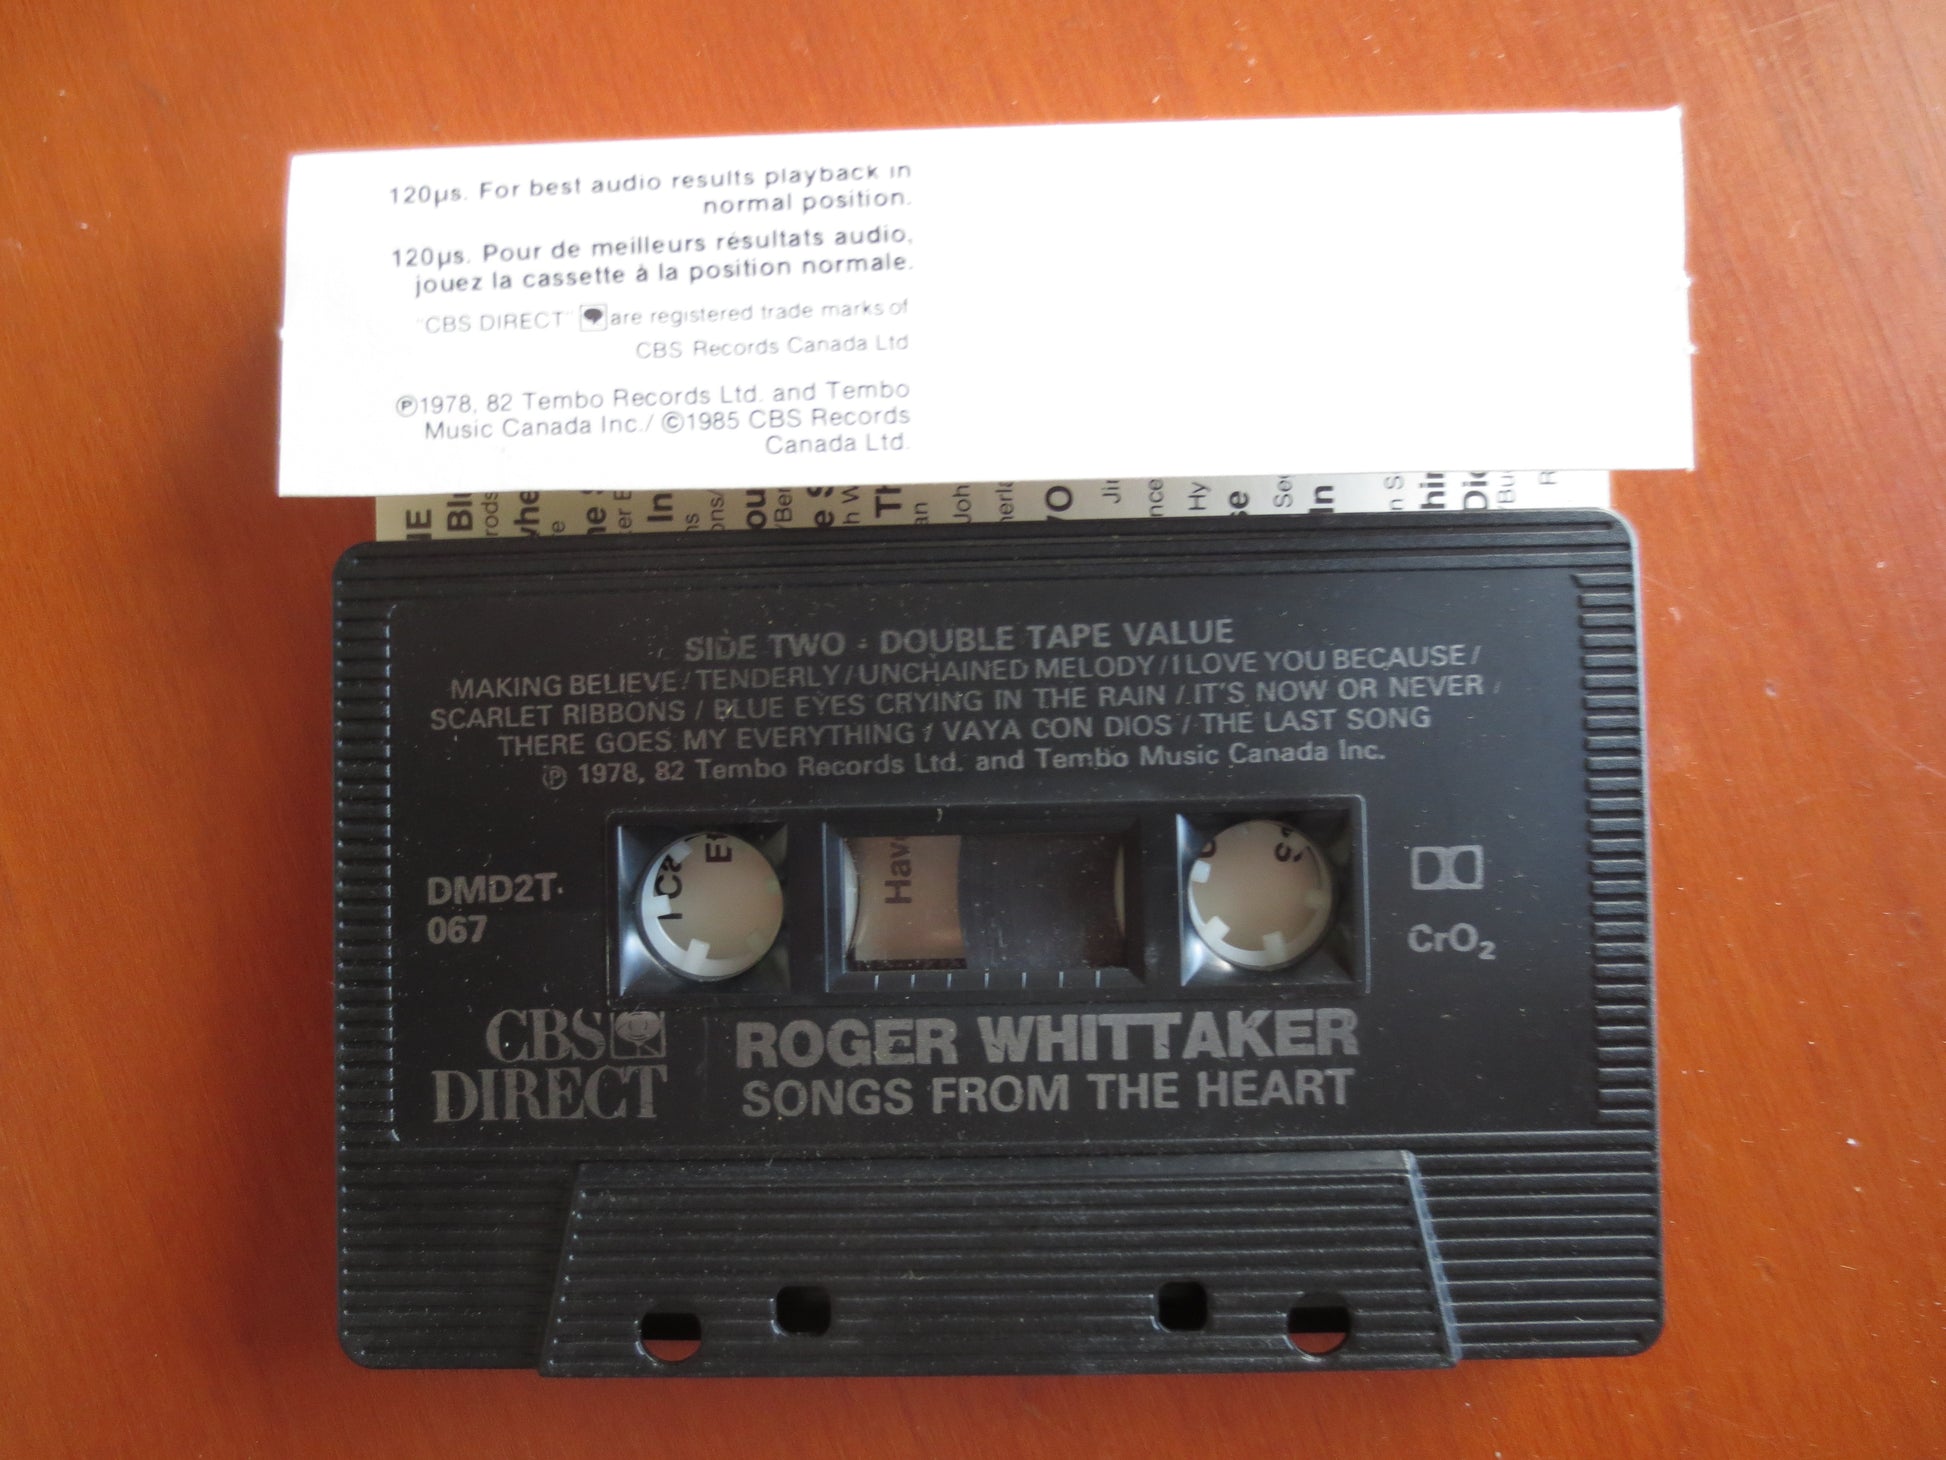 120µs. For best audio results playback in
normal position.
120µs. Pour de meilleurs résultats audio,
jouez la cassette à la position normale.
"CBS DIRECT" are registered trade marks of
CBS Records Canada Ltd
℗1978, 82 Tembo Records Ltd. and Tembo
Music Canada Inc./ ©1985 CBS Records
Canada Ltd.
SIDE TWO - DOUBLE TAPE VALUE
MAKING BELIEVE / TENDERLY / UNCHAINED MELODY / I LOVE YOU BECAUSE /
SCARLET RIBBONS / BLUE EYES CRYING IN THE RAIN / IT'S NOW OR NEVER /
THERE GOES MY EVERYTHING / VAYA CON DIOS / THE LAST SONG
℗ 1978, 82 Tembo Records Ltd. and Tembo Music Canada Inc.
DMD2T-
067
CrO₂
CBS
DIRECT
ROGER WHITTAKER
SONGS FROM THE HEART